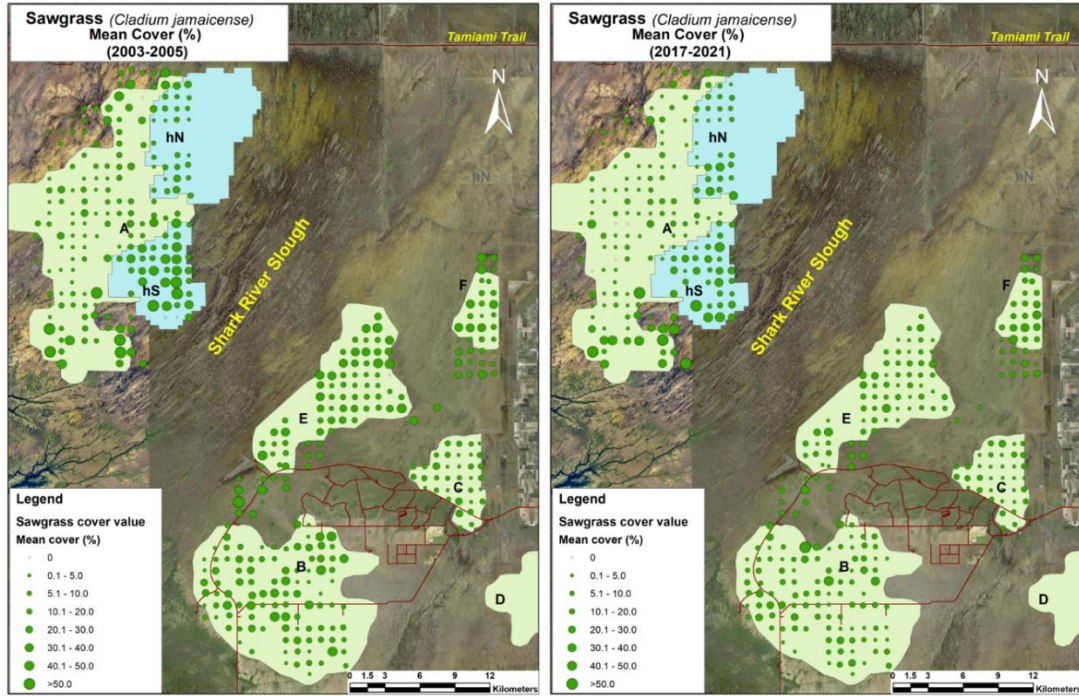 Sawgrass (Cladium jamaicense)
Mean Cover (%)
(2003-2005)
Tamiami Trail
N
hN
hN
A
hS
Shark River Slough
F
E
C
B
D
Legend
Sawgrass cover value
Mean cover (%)
0
0.1 - 5.0
5.1 - 10.0
10.1 - 20.0
20.1 - 30.0
30.1 - 40.0
40.1 - 50.0
>50.0
0 1.5 3 6 9 12
Kilometers
Sawgrass (Cladium jamaicense)
Mean Cover (%)
(2017-2021)
Tamiami Trail
N
hN
hN
A
hS
Shark River Slough
F
E
C
B
D
Legend
Sawgrass cover value
Mean cover (%)
0
0.1 - 5.0
5.1 - 10.0
10.1 - 20.0
20.1 - 30.0
30.1 - 40.0
40.1 - 50.0
>50.0
0 1.5 3 6 9 12
Kilometers